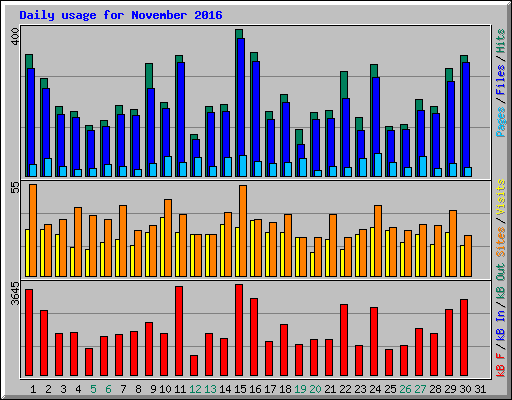 Daily usage for November 2016
400
55
3645
Pages / Files / Hits
Sites / Visits
kB F / kB In / kB Out
1 2 3 4 5 6 7 8 9 10 11 12 13 14 15 16 17 18 19 20 21 22 23 24 25 26 27 28 29 30 31